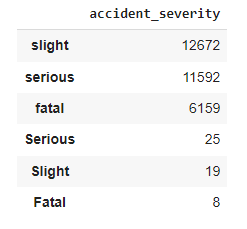 accident_severity
slight 12672
serious 11592
fatal 6159
Serious 25
Slight 19
Fatal 8